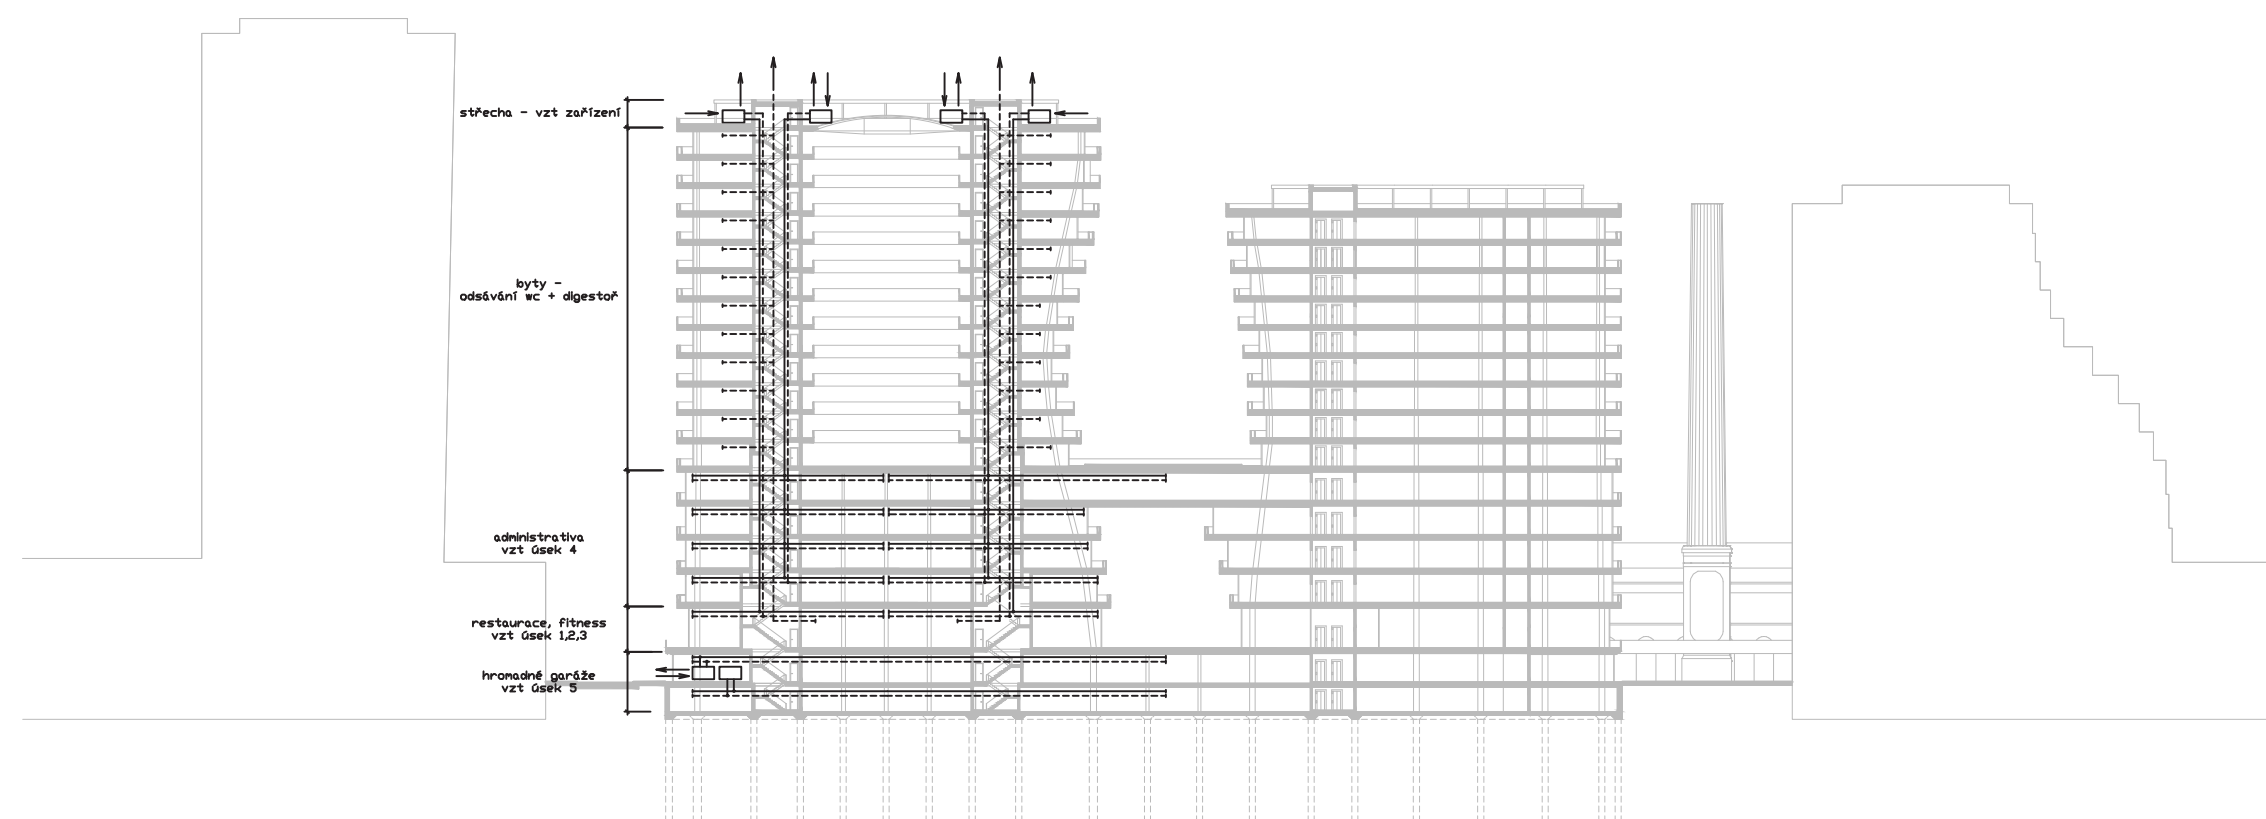 střecha - vzt zařízení
byty -
odsávání wc + digestoř
administrativa
vzt úsek 4
restaurace, fitness
vzt úsek 1,2,3
hromadné garáže
vzt úsek 5